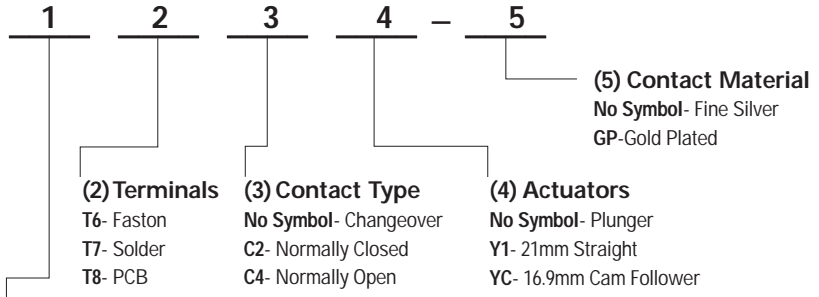 1 2 3 4 – 5
(5) Contact Material
No Symbol- Fine Silver
GP-Gold Plated
(2) Terminals
T6- Faston
T7- Solder
T8- PCB
(3) Contact Type
No Symbol- Changeover
C2- Normally Closed
C4- Normally Open
(4) Actuators
No Symbol- Plunger
Y1- 21mm Straight
YC- 16.9mm Cam Follower